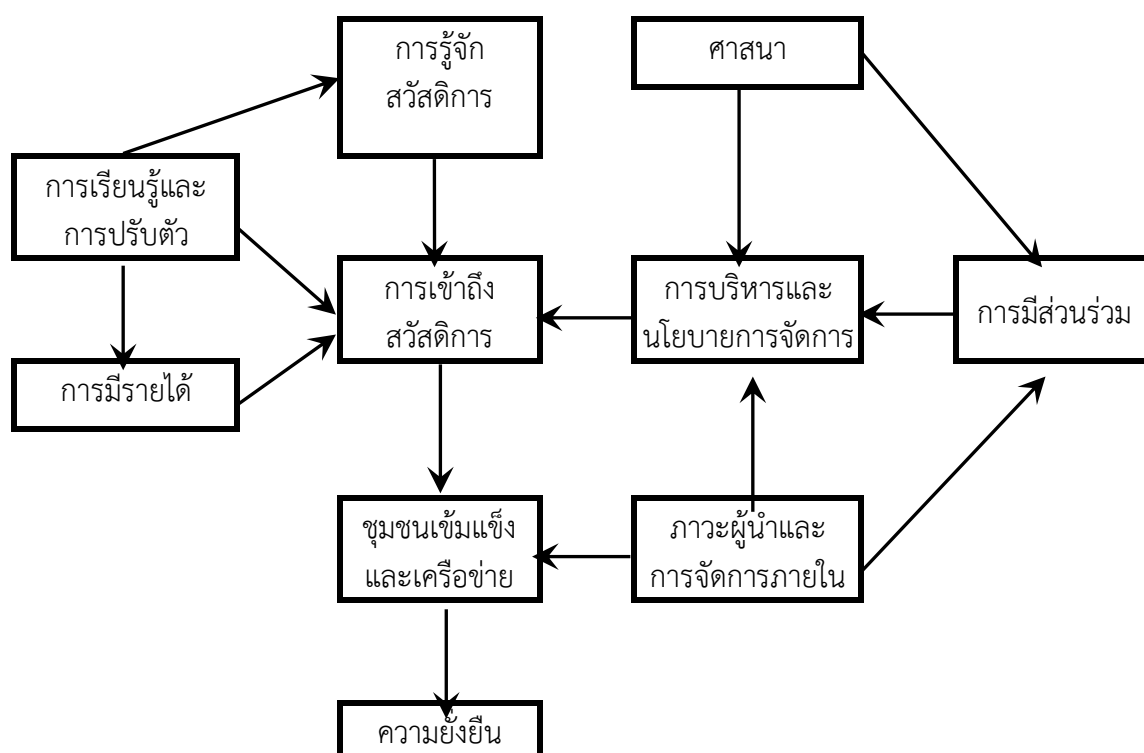 การรู้จัก
สวัสดิการ
ศาสนา
การเรียนรู้และ
การปรับตัว
การเข้าถึง
สวัสดิการ
การบริหารและ
นโยบายการจัดการ
การมีส่วนร่วม
การมีรายได้
ชุมชนเข้มแข็ง
และเครือข่าย
ภาวะผู้นำและ
การจัดการภายใน
ความยั่งยืน